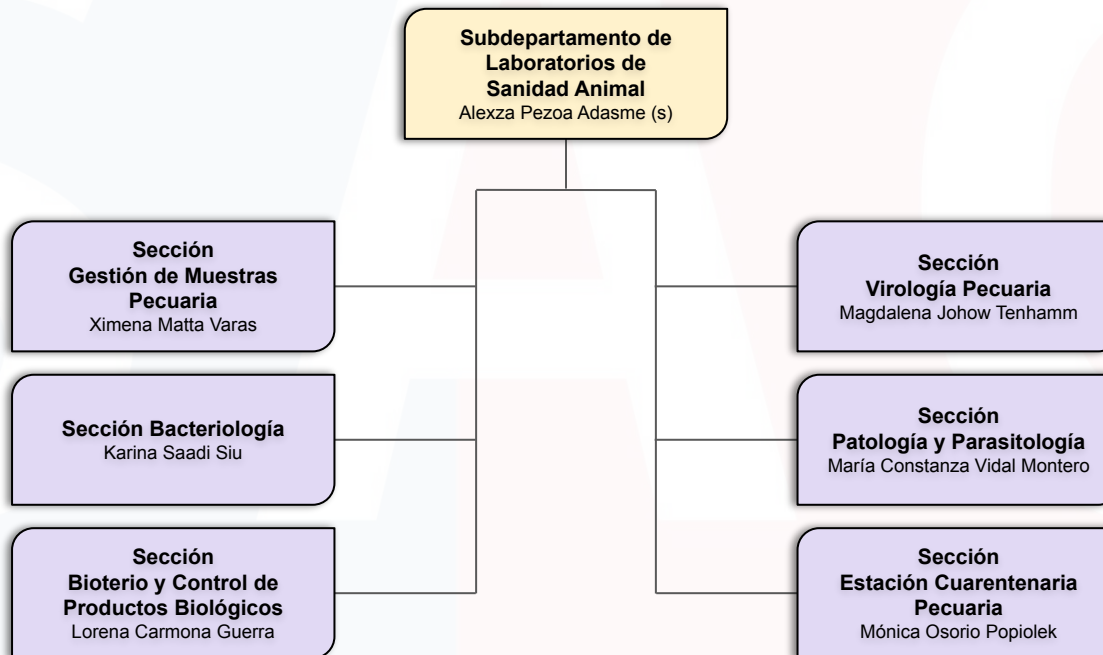 Subdepartamento de
Laboratorios de
Sanidad Animal
Alexza Pezoa Adasme (s)
Sección
Gestión de Muestras
Pecuaria
Ximena Matta Varas
Sección Bacteriología
Karina Saadi Siu
Sección
Bioterio y Control de
Productos Biológicos
Lorena Carmona Guerra
Sección
Virología Pecuaria
Magdalena Johow Tenhamm
Sección
Patología y Parasitología
María Constanza Vidal Montero
Sección
Estación Cuarentenaria
Pecuaria
Mónica Osorio Popiolek